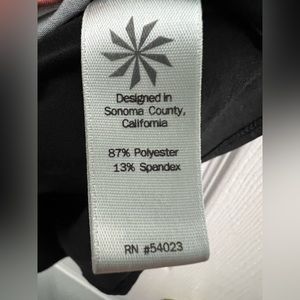 Designed in
Sonoma County,
California
87% Polyester
13% Spandex
RN #54023